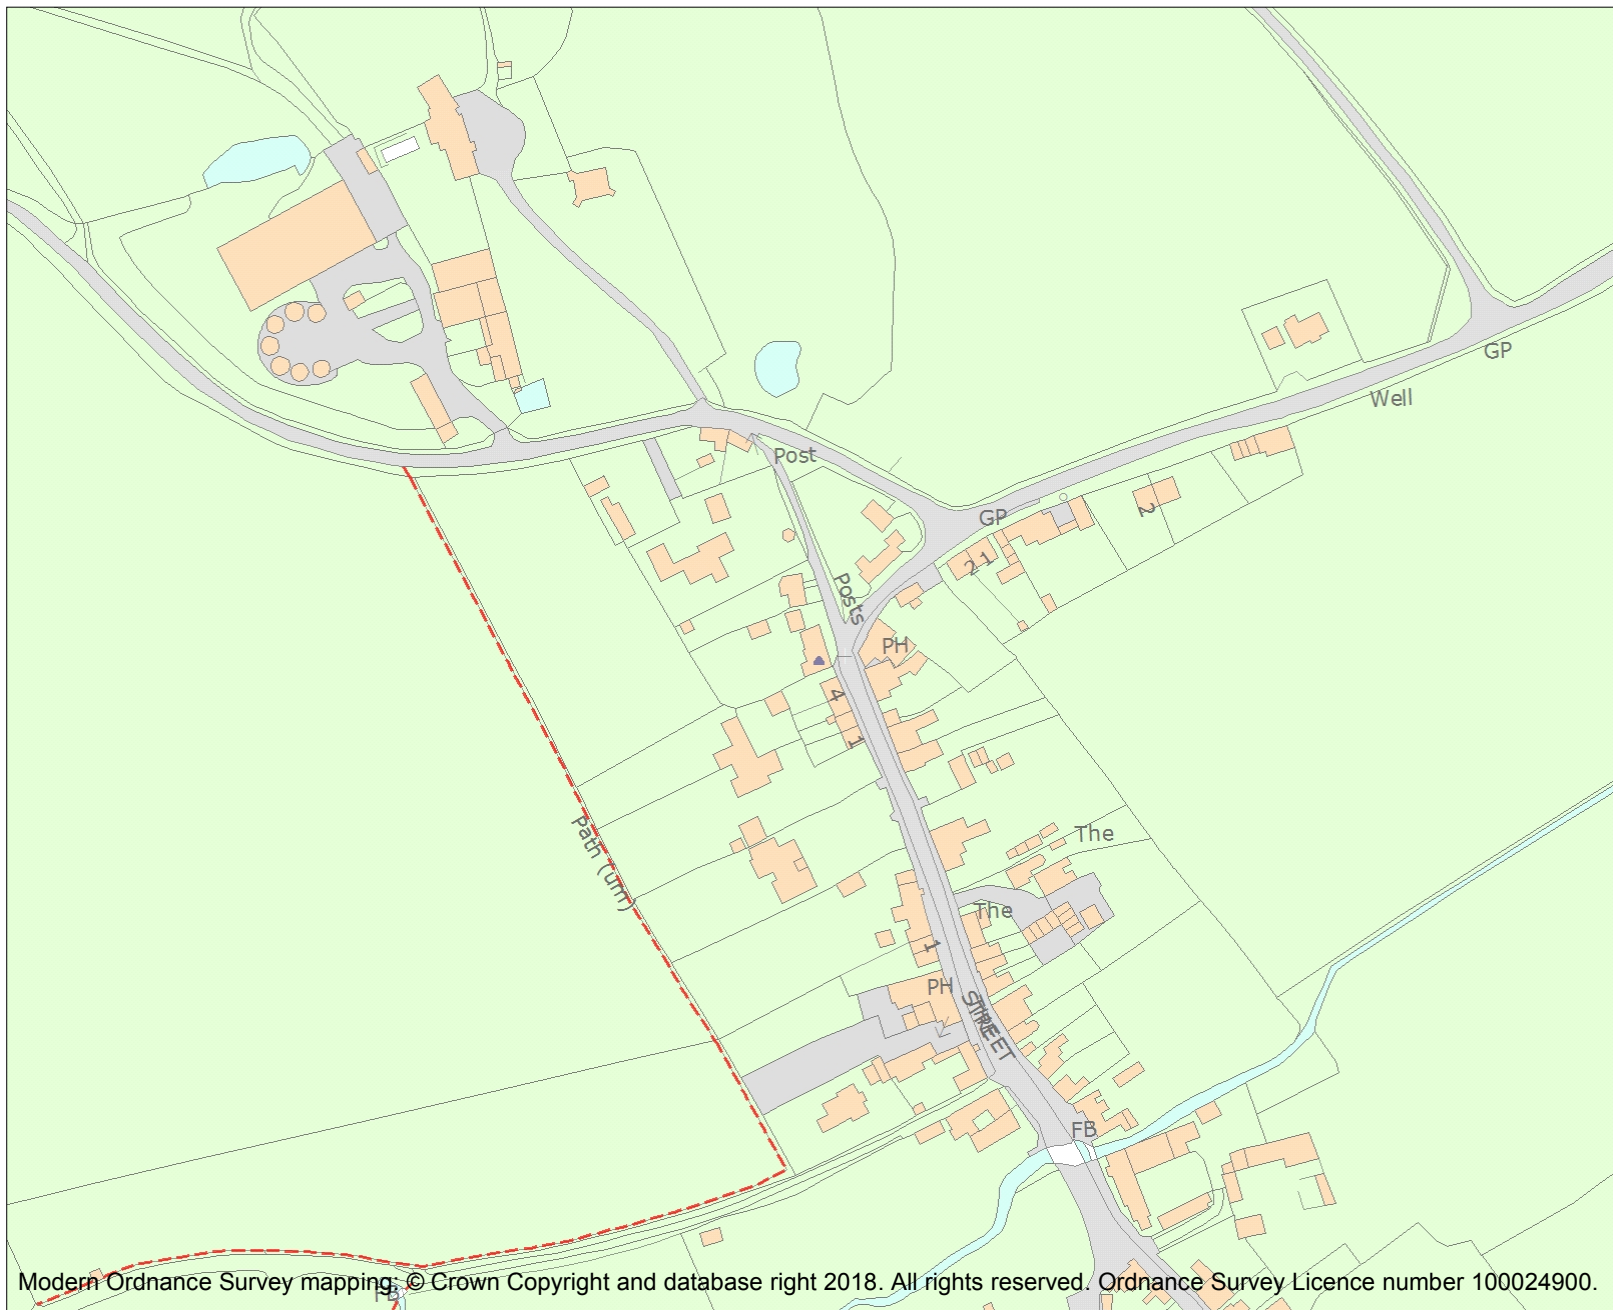 GP
Well
Post
GP
2
2 1
Posts
PH
4
1
The
Path (um)
The
1
PH
THE
STREET
FB
FB
Modern Ordnance Survey mapping: © Crown Copyright and database right 2018. All rights reserved. Ordnance Survey Licence number 100024900.